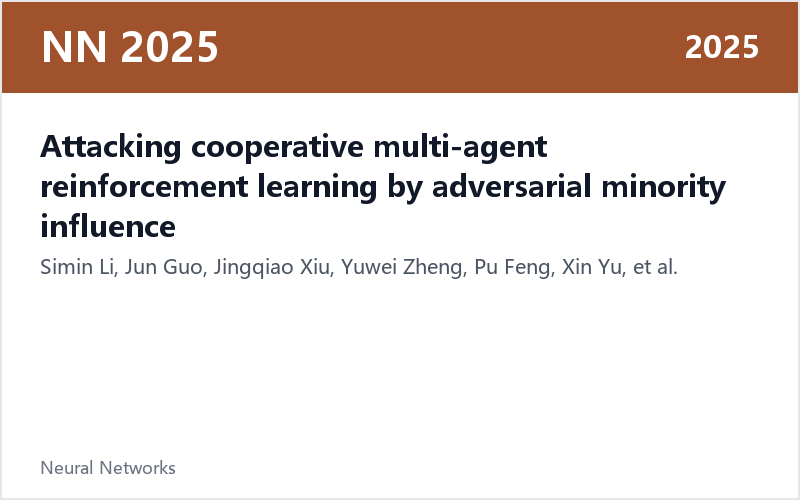 NN 2025
2025
Attacking cooperative multi-agent
reinforcement learning by adversarial minority
influence
Simin Li, Jun Guo, Jingqiao Xiu, Yuwei Zheng, Pu Feng, Xin Yu, et al.
Neural Networks